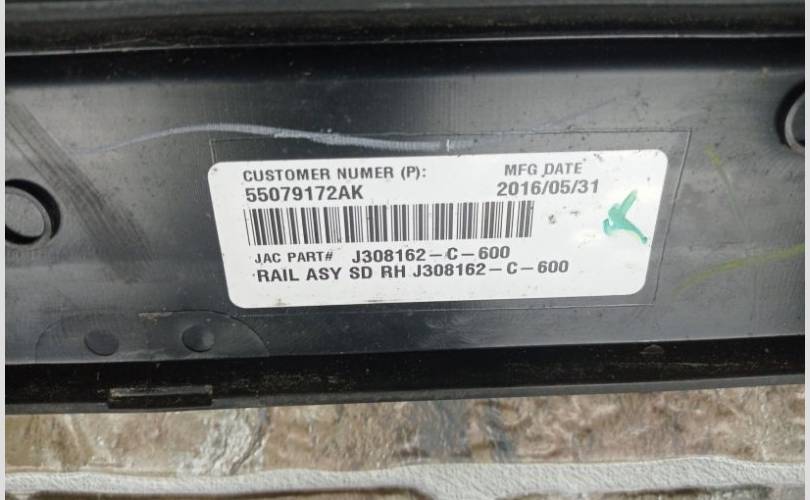 CUSTOMER NUMER (P): MFG DATE
55079172AK 2016/05/31
JAC PART# J308162-C-600
RAIL ASY SD RH J308162-C-600